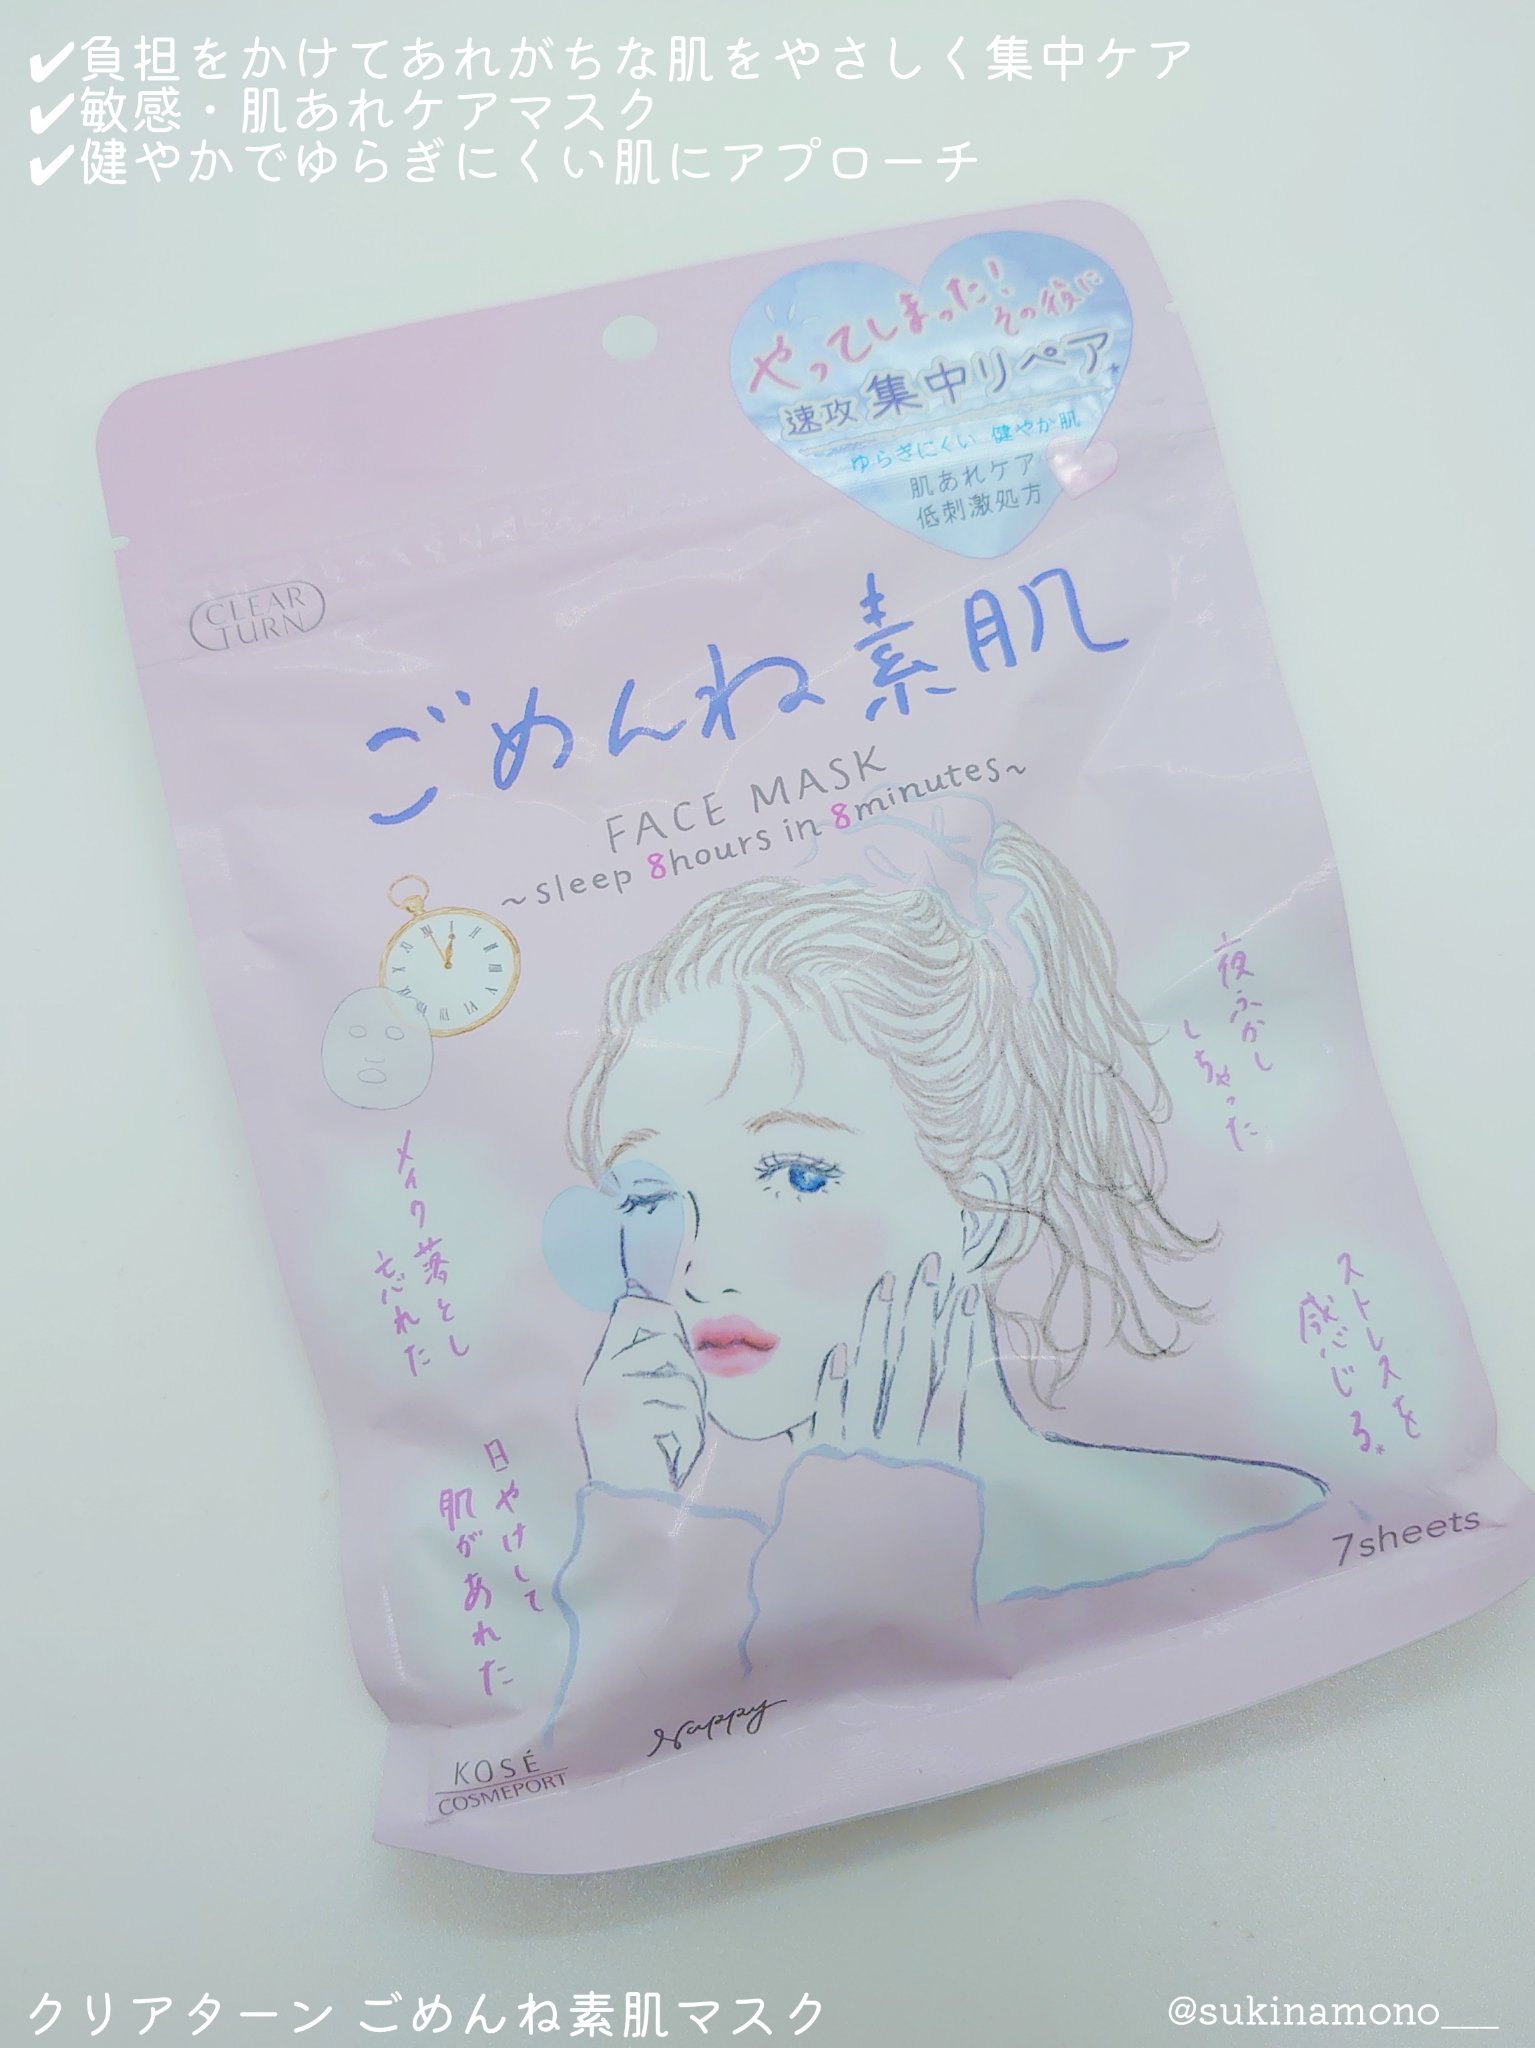 ✔負担をかけてあれがちな肌をやさしく集中ケア
✔敏感・肌あれケアマスク
✔健やかでゆらぎにくい肌にアプローチ
やってしまった!
その後に
速攻 集中リペア*
ゆらぎにくい 健やか肌
肌あれケア
低刺激処方
CLEAR
TURN
ごめんね素肌
FACE MASK
~sleep 8hours in 8minutes~
夜ふかし
しちゃった
メイク落とし
忘れた
ストレスを
感じる*
日やけして
肌があれた
7sheets
Nappy
KOSÉ
COSMEPORT
クリアターン ごめんね素肌マスク
@sukinamono___